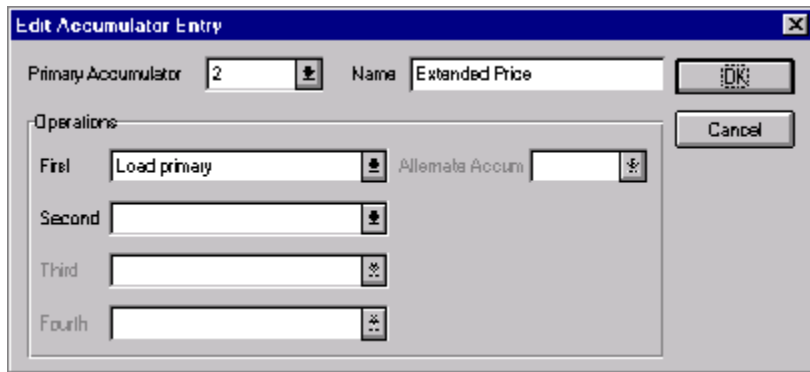 Edit Accumulator Entry
Primary Accumulator 2 Name Extended Price OK
Operations Cancel
First Load primary Alternate Accum
Second
Third
Fourth